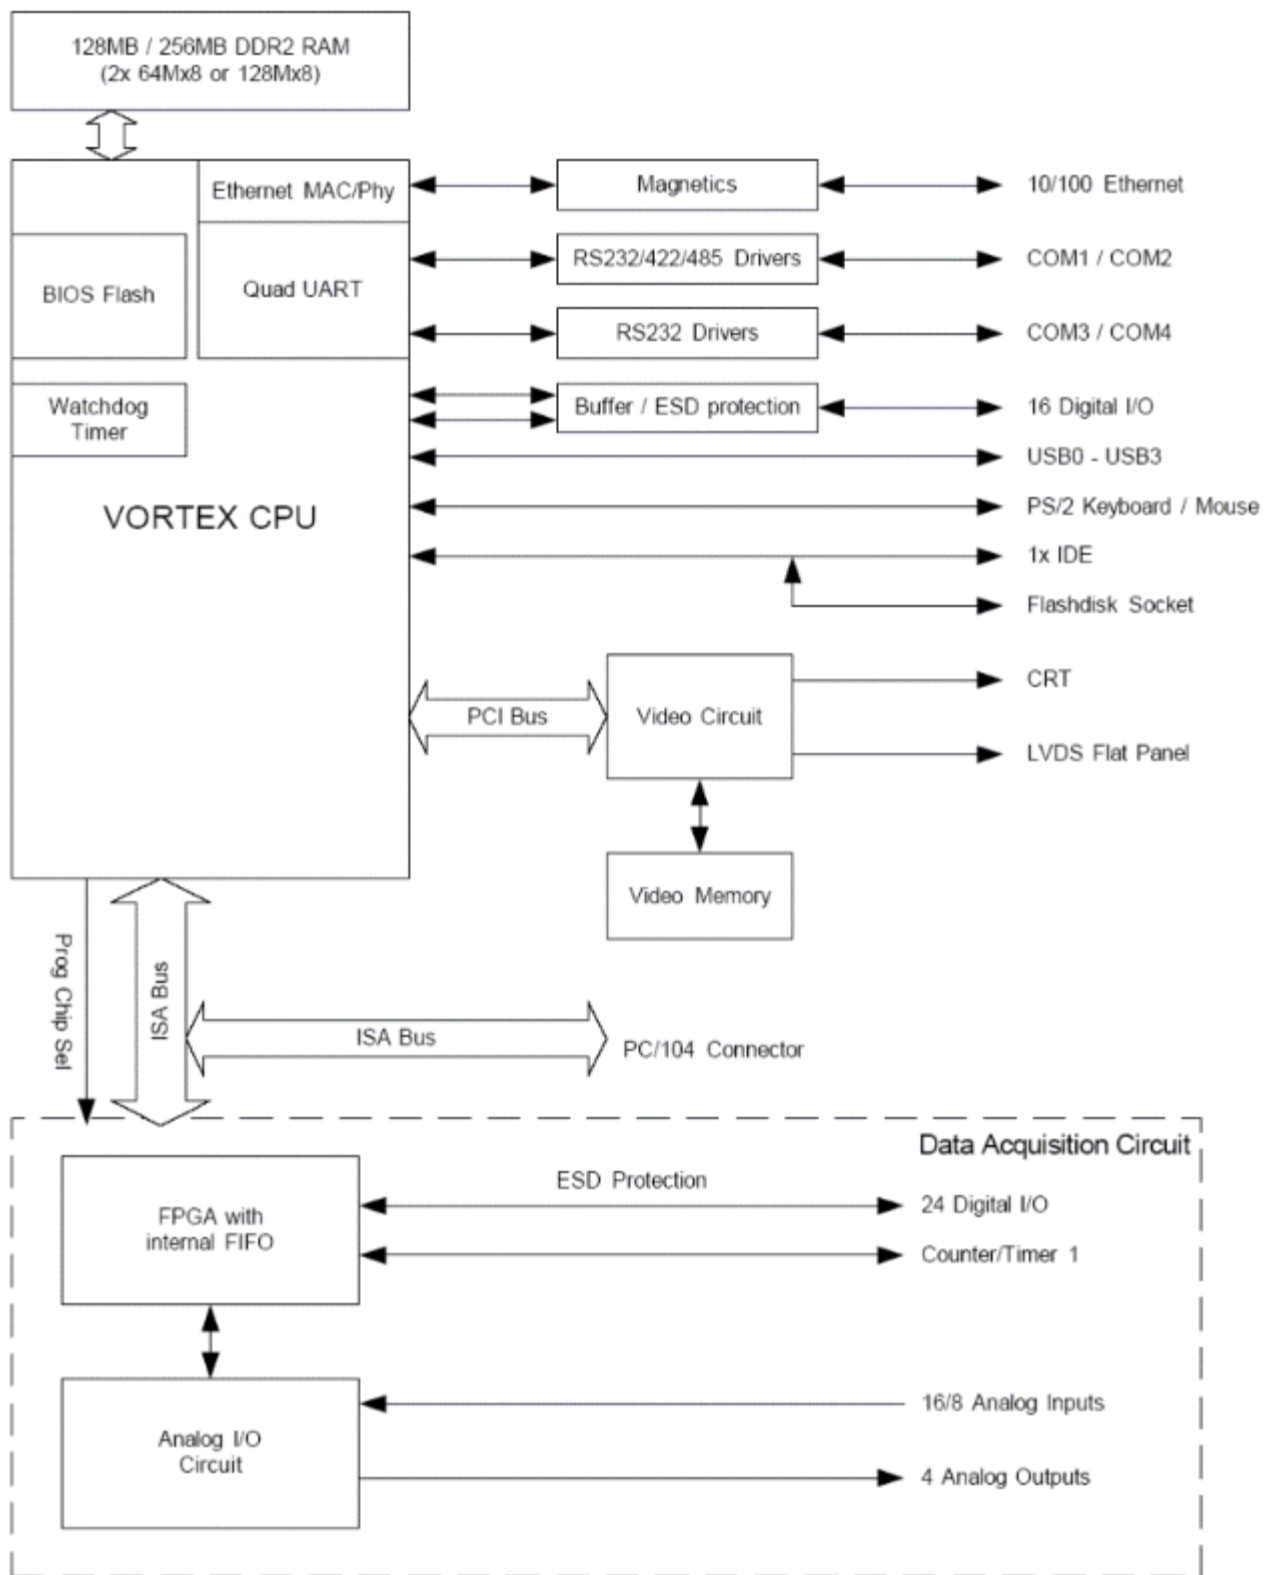 128MB / 256MB DDR2 RAM
(2x 64Mx8 or 128Mx8)
Ethernet MAC/Phy
Magnetics
10/100 Ethernet
BIOS Flash
Quad UART
RS232/422/485 Drivers
COM1 / COM2
RS232 Drivers
COM3 / COM4
Watchdog
Timer
Buffer / ESD protection
16 Digital I/O
USB0 - USB3
VORTEX CPU
PS/2 Keyboard / Mouse
1x IDE
Flashdisk Socket
PCI Bus
Video Circuit
CRT
LVDS Flat Panel
Video Memory
Prog Chip Sel
ISA Bus
ISA Bus
PC/104 Connector
Data Acquisition Circuit
FPGA with
internal FIFO
ESD Protection
24 Digital I/O
Counter/Timer 1
Analog I/O
Circuit
16/8 Analog Inputs
4 Analog Outputs